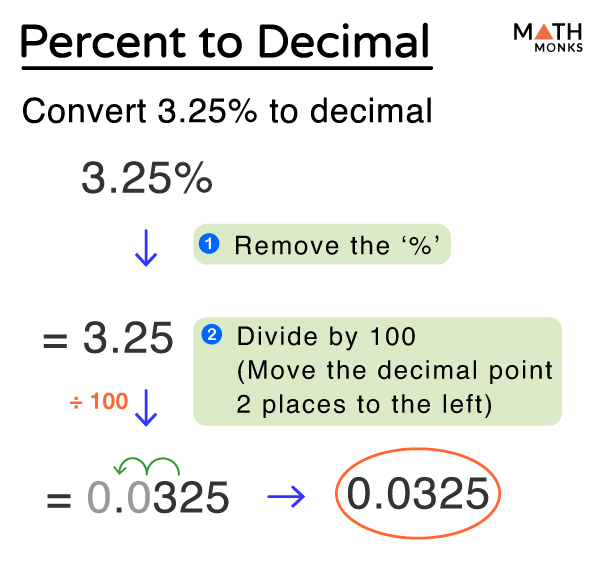 Percent to Decimal
MATH
MONKS
Convert 3.25% to decimal
3.25%
1 Remove the ‘%’
= 3.25
2 Divide by 100
(Move the decimal point
2 places to the left)
÷ 100
= 0.0325 → 0.0325